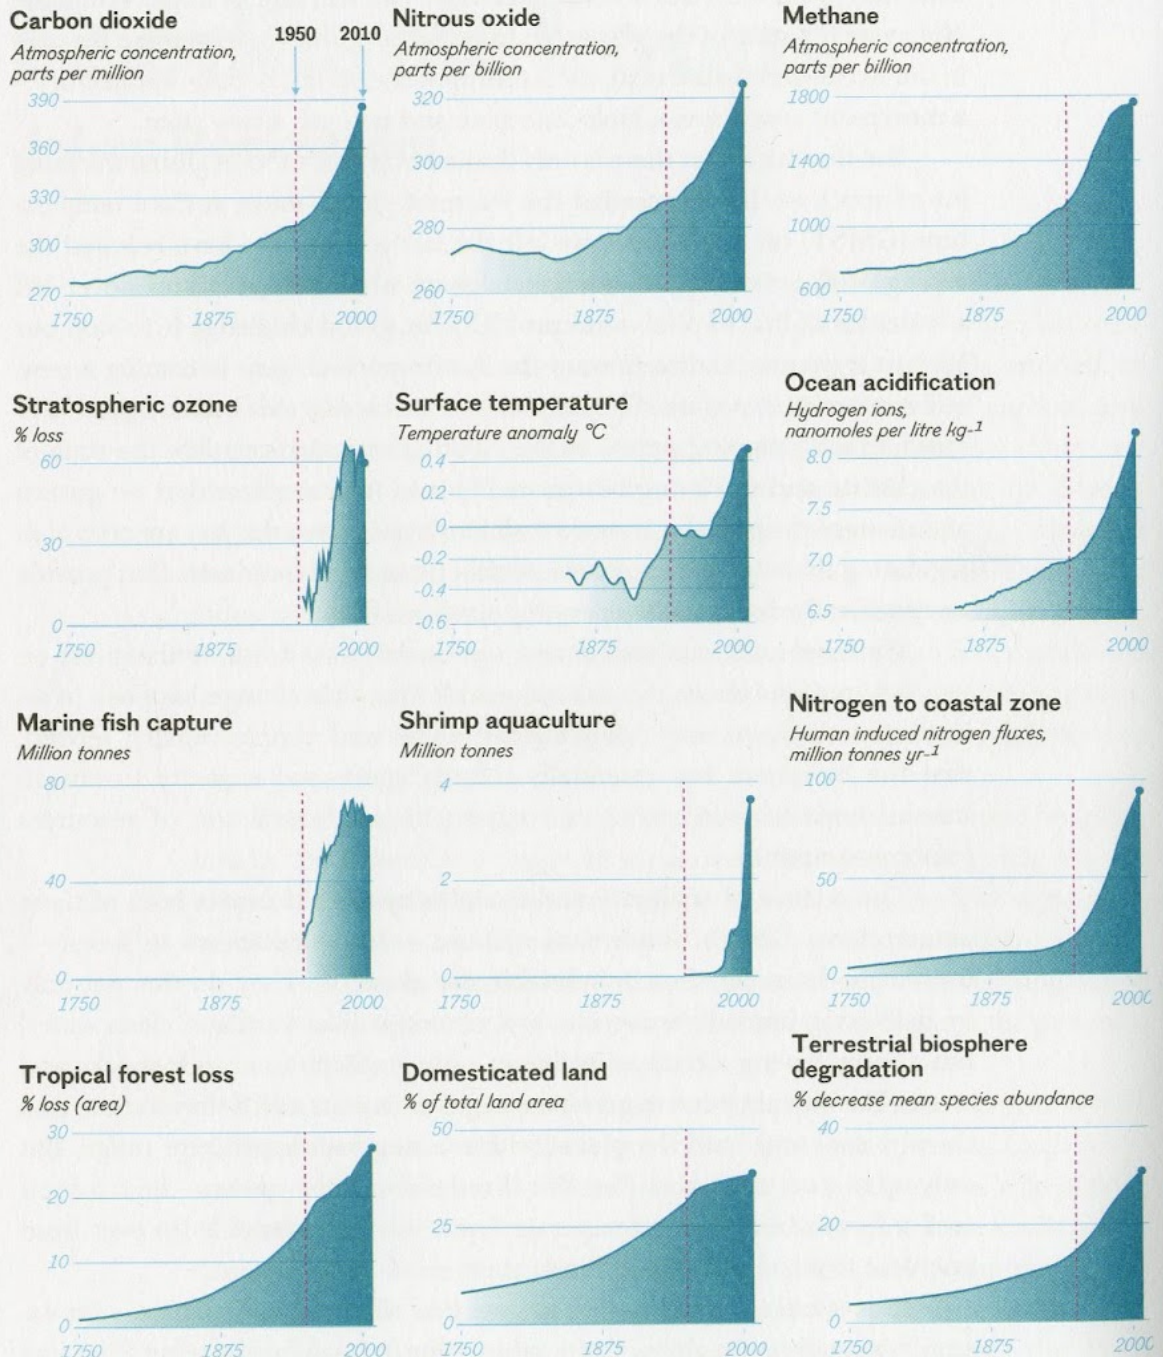 Carbon dioxide
Atmospheric concentration,
parts per million
1950
2010
390
360
330
300
270
1750
1875
2000
Nitrous oxide
Atmospheric concentration,
parts per billion
320
300
280
260
1750
1875
2000
Methane
Atmospheric concentration,
parts per billion
1800
1400
1000
600
1750
1875
2000
Stratospheric ozone
% loss
60
30
0
1750
1875
2000
Surface temperature
Temperature anomaly °C
0.4
0.2
0
-0.2
-0.4
-0.6
1750
1875
2000
Ocean acidification
Hydrogen ions,
nanomoles per litre kg-1
8.0
7.5
7.0
6.5
1750
1875
2000
Marine fish capture
Million tonnes
80
40
0
1750
1875
2000
Shrimp aquaculture
Million tonnes
4
2
0
1750
1875
2000
Nitrogen to coastal zone
Human induced nitrogen fluxes,
million tonnes yr-1
100
50
0
1750
1875
2000
Tropical forest loss
% loss (area)
30
20
10
0
1750
1875
2000
Domesticated land
% of total land area
50
25
0
1750
1875
2000
Terrestrial biosphere
degradation
% decrease mean species abundance
40
20
0
1750
1875
2000